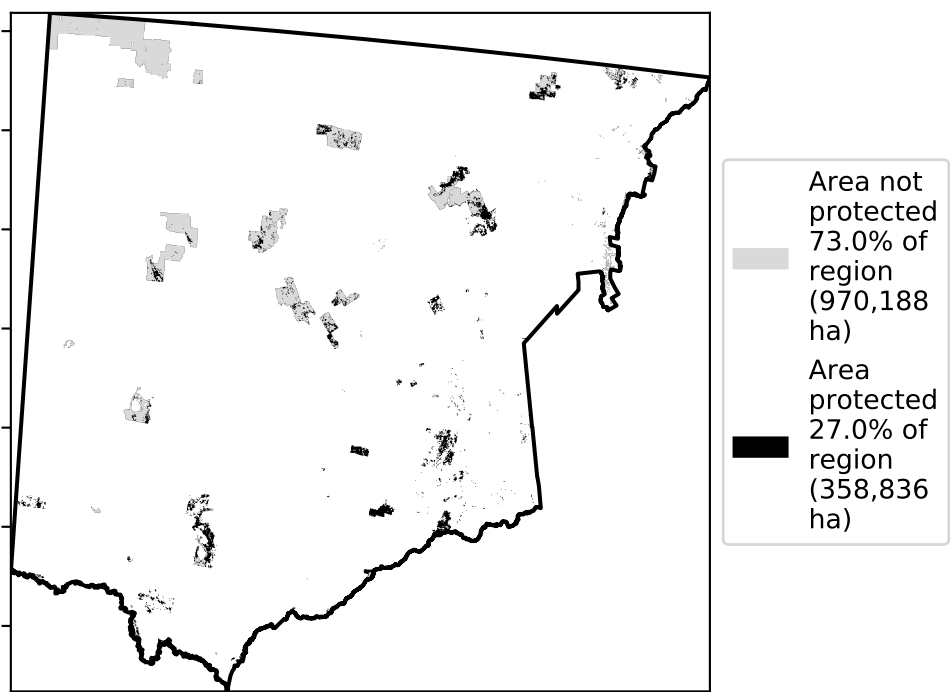 Area not
protected
73.0% of
region
(970,188
ha)
Area
protected
27.0% of
region
(358,836
ha)